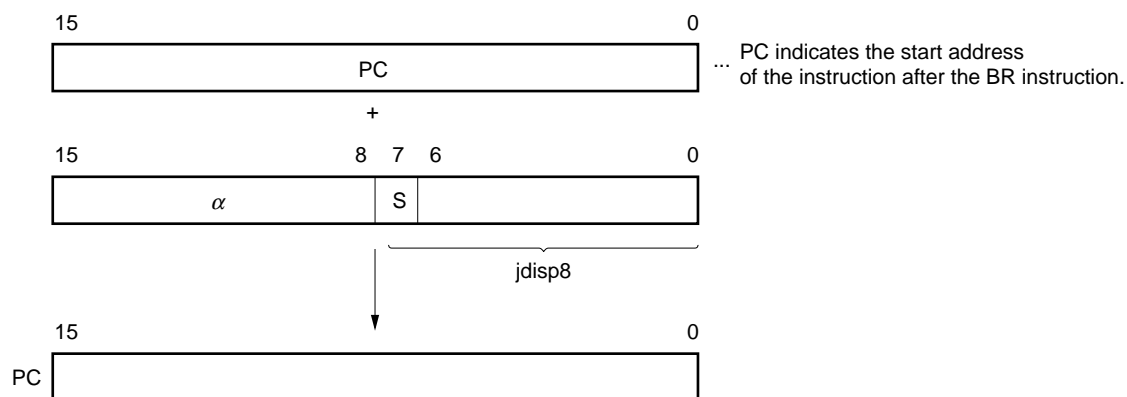 15 0
PC
... PC indicates the start address
of the instruction after the BR instruction.
+
15 8 7 6 0
α S
jdisp8
15 0
PC